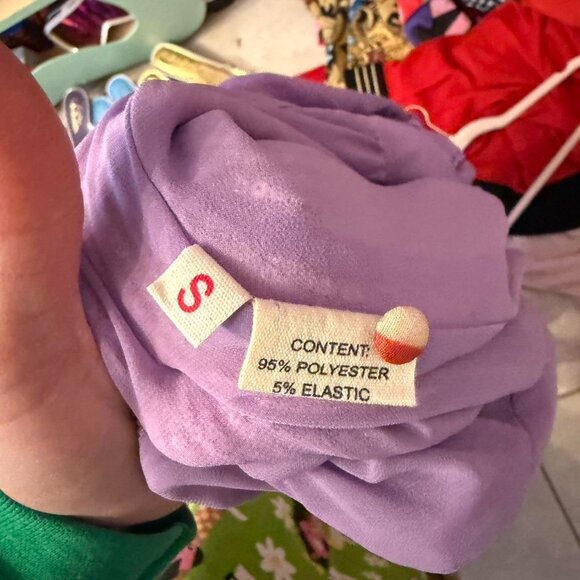 S
CONTENT:
95% POLYESTER
5% ELASTIC